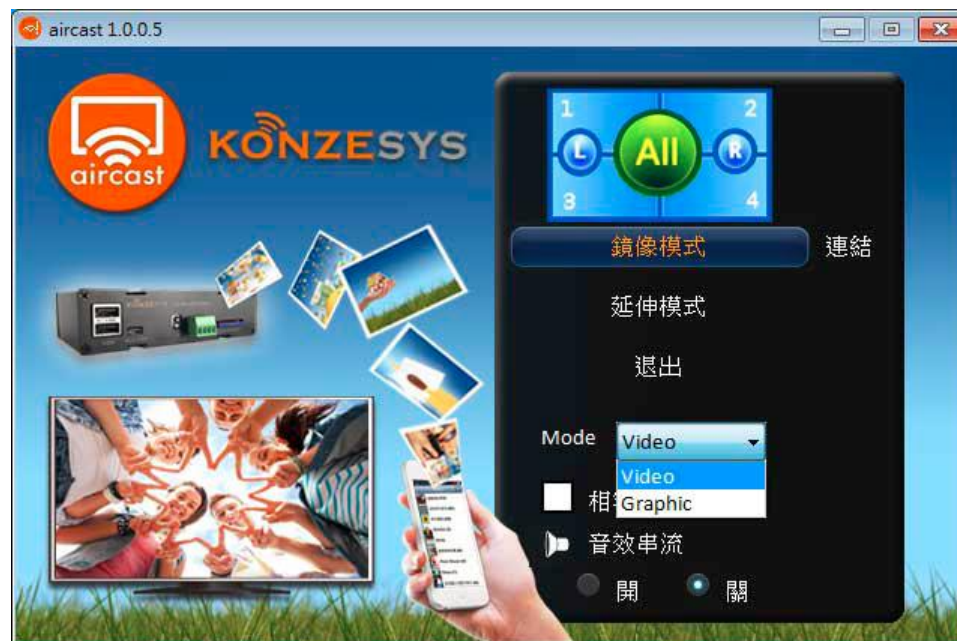 aircast 1.0.0.5
aircast
KONZESYS
1
2
L
All
R
3
4
鏡像模式
連結
延伸模式
退出
Mode
Video
Video
Graphic
相
音效串流
開
關